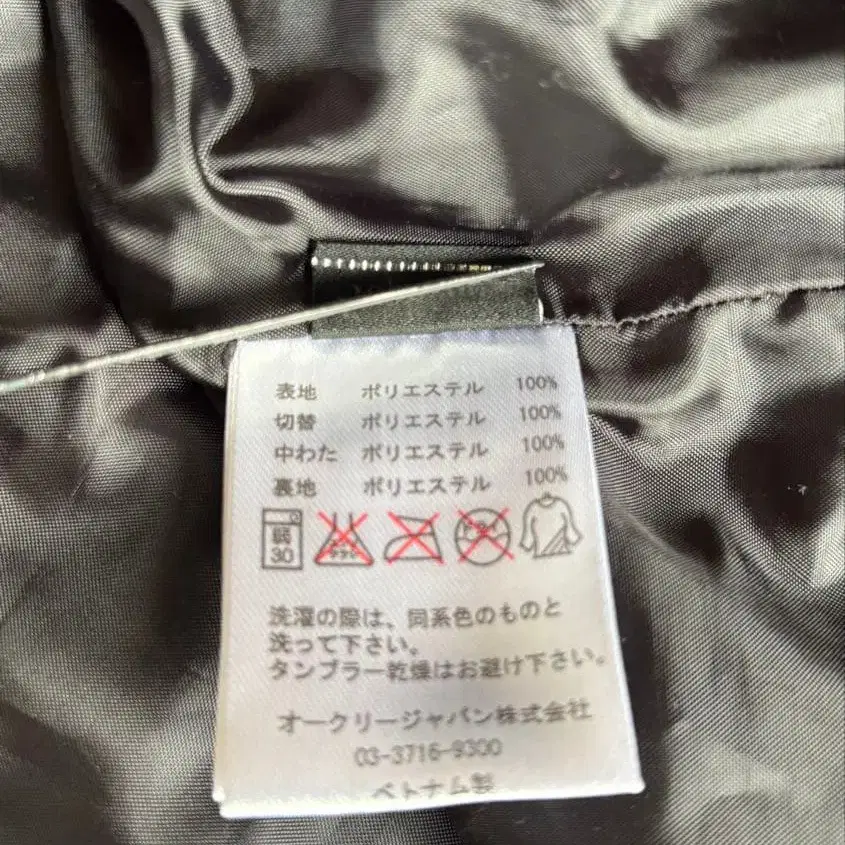 表地 ポリエステル 100%
切替 ポリエステル 100%
中わた ポリエステル 100%
裏地 ポリエステル 100%
弱 30 ドライ
洗濯の際は、同系色のものと
洗って下さい。
タンブラー乾燥はお避け下さい。
オークリージャパン株式会社
03-3716-9300
ベトナム製